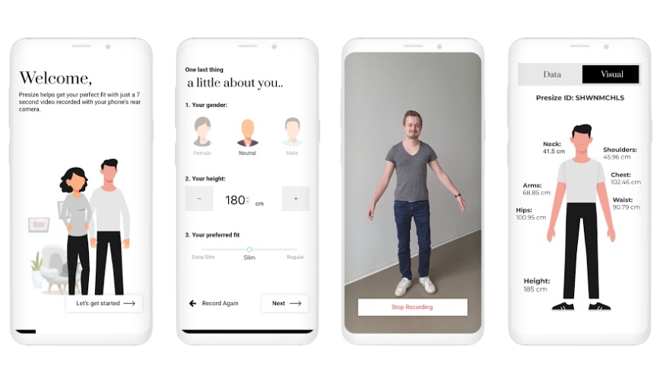 Welcome,
Presize helps get your perfect fit with just a 7
second video recorded with your phone's rear
camera.
Let's get started
One last thing
a little about you..
1. Your gender:
Female
Neutral
Male
2. Your height:
− 180 cm +
3. Your preferred fit
Extra Slim
Slim
Regular
Record Again
Next
Stop Recording
Data
Visual
Presize ID: SHWNMCHLS
Neck:
41.5 cm
Shoulders:
45.96 cm
Chest:
102.46 cm
Arms:
68.85 cm
Waist:
90.79 cm
Hips:
100.95 cm
Height:
185 cm